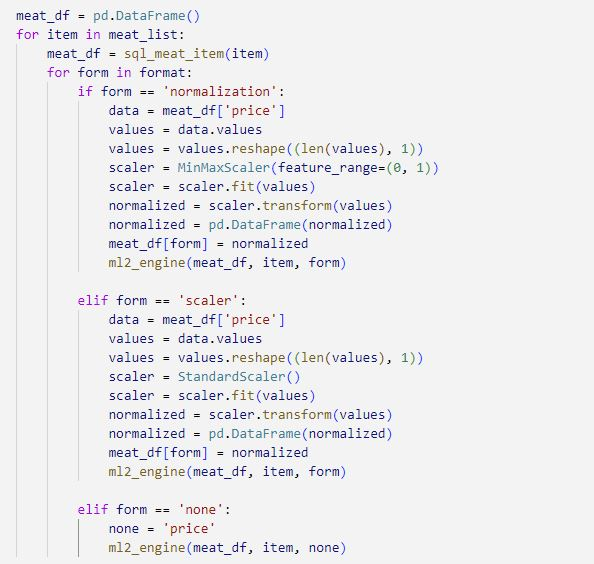 meat_df = pd.DataFrame()
for item in meat_list:
    meat_df = sql_meat_item(item)
    for form in format:
        if form == 'normalization':
            data = meat_df['price']
            values = data.values
            values = values.reshape((len(values), 1))
            scaler = MinMaxScaler(feature_range=(0, 1))
            scaler = scaler.fit(values)
            normalized = scaler.transform(values)
            normalized = pd.DataFrame(normalized)
            meat_df[form] = normalized
            ml2_engine(meat_df, item, form)

        elif form == 'scaler':
            data = meat_df['price']
            values = data.values
            values = values.reshape((len(values), 1))
            scaler = StandardScaler()
            scaler = scaler.fit(values)
            normalized = scaler.transform(values)
            normalized = pd.DataFrame(normalized)
            meat_df[form] = normalized
            ml2_engine(meat_df, item, form)

        elif form == 'none':
            none = 'price'
            ml2_engine(meat_df, item, none)